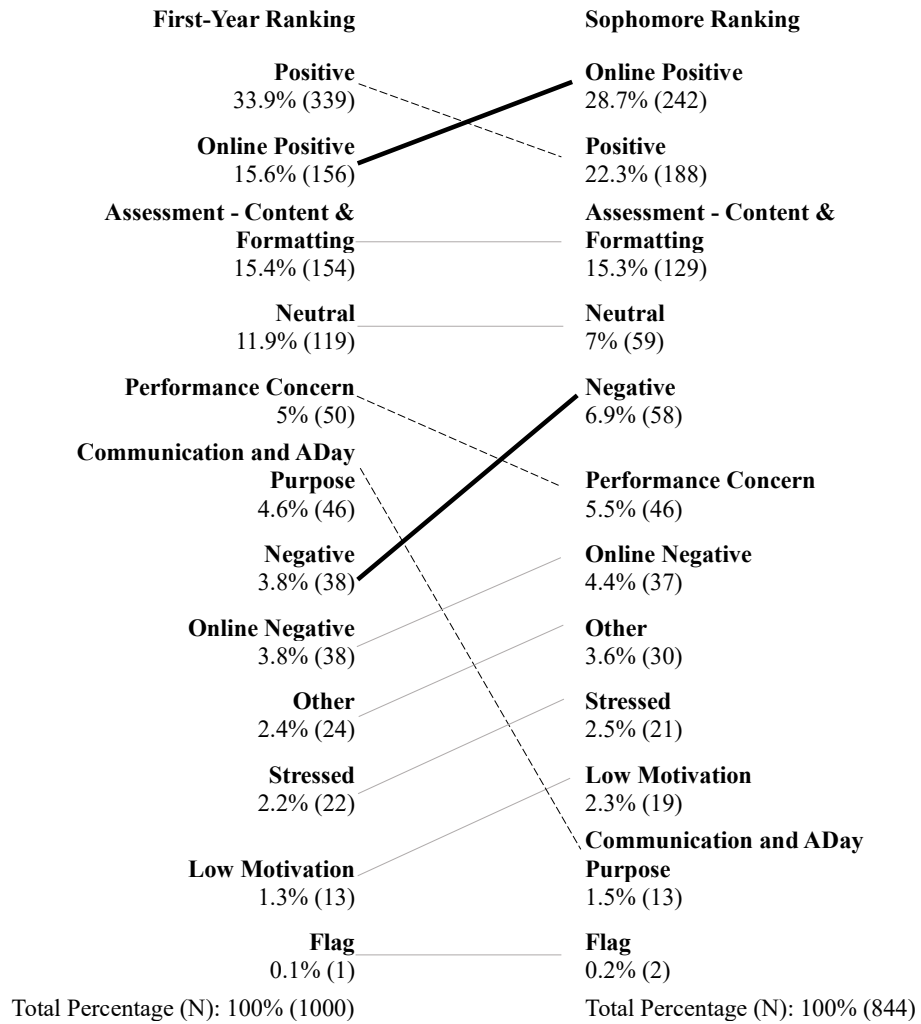 First-Year Ranking
Sophomore Ranking
Positive
33.9% (339)
Online Positive
28.7% (242)
Online Positive
15.6% (156)
Positive
22.3% (188)
Assessment - Content &
Formatting
15.4% (154)
Assessment - Content &
Formatting
15.3% (129)
Neutral
11.9% (119)
Neutral
7% (59)
Performance Concern
5% (50)
Negative
6.9% (58)
Communication and ADay
Purpose
4.6% (46)
Performance Concern
5.5% (46)
Negative
3.8% (38)
Online Negative
4.4% (37)
Online Negative
3.8% (38)
Other
3.6% (30)
Other
2.4% (24)
Stressed
2.5% (21)
Stressed
2.2% (22)
Low Motivation
2.3% (19)
Low Motivation
1.3% (13)
Communication and ADay
Purpose
1.5% (13)
Flag
0.1% (1)
Flag
0.2% (2)
Total Percentage (N): 100% (1000)
Total Percentage (N): 100% (844)